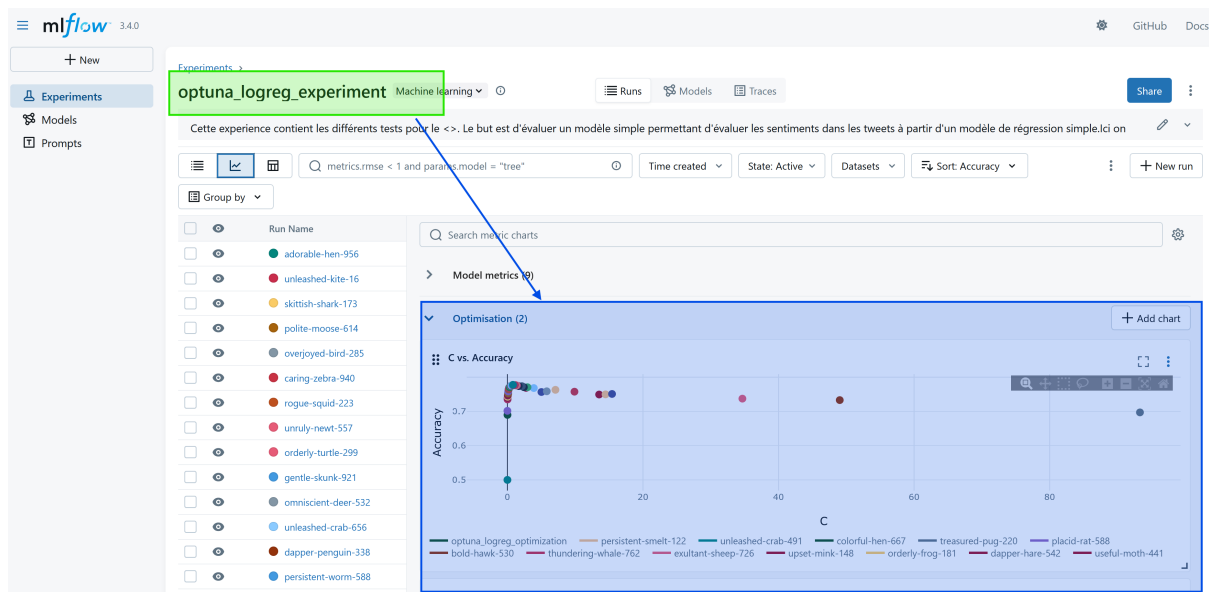 mlflow 3.4.0
GitHub Docs
New
Experiments
Models
Prompts
Experiments >
optuna_logreg_experiment Machine learning
Runs Models Traces
Share
Cette experience contient les différents tests pour le <>. Le but est d'évaluer un modèle simple permettant d'évaluer les sentiments dans les tweets à partir d'un modèle de régression simple.Ici on
metrics.rmse < 1 and params.model = "tree"
Time created
State: Active
Datasets
Sort: Accuracy
New run
Group by
Run Name
adorable-hen-956
unleashed-kite-16
skittish-shark-173
polite-moose-614
overjoyed-bird-285
caring-zebra-940
rogue-squid-223
unruly-newt-557
orderly-turtle-299
gentle-skunk-921
omniscient-deer-532
unleashed-crab-656
dapper-penguin-338
persistent-worm-588
Search metric charts
Model metrics (9)
Optimisation (2)
Add chart
C vs. Accuracy
Accuracy
0.7
0.6
0.5
0 20 40 60 80
C
optuna_logreg_optimization persistent-smelt-122 unleashed-crab-491 colorful-hen-667 treasured-pug-220 placid-rat-588
bold-hawk-530 thundering-whale-762 exultant-sheep-726 upset-mink-148 orderly-frog-181 dapper-hare-542 useful-moth-441